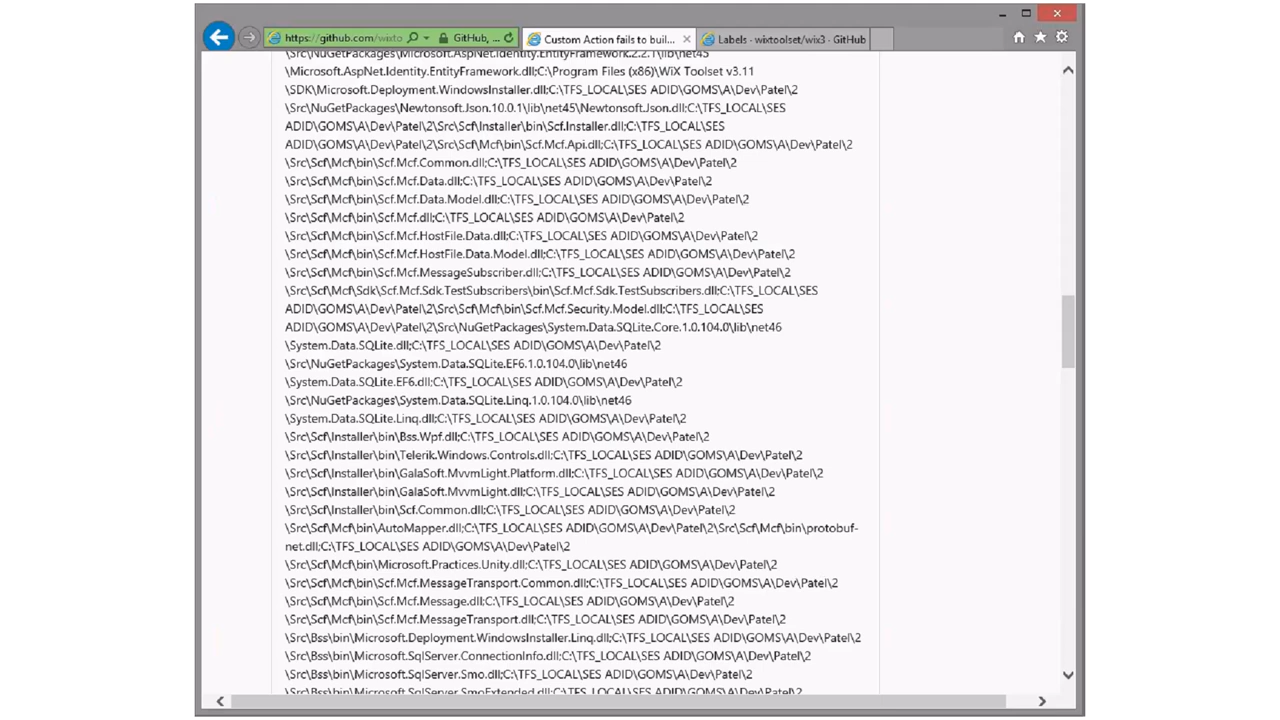 https://github.com/wixto
GitHub, ...
Custom Action fails to buil...
Labels · wixtoolset/wix3 · GitHub
\Src\NuGetPackages\Microsoft.AspNet.Identity.EntityFramework.2.2.1\lib\net45
\Microsoft.AspNet.Identity.EntityFramework.dll;C:\Program Files (x86)\WiX Toolset v3.11
\SDK\Microsoft.Deployment.WindowsInstaller.dll;C:\TFS_LOCAL\SES ADID\GOMS\A\Dev\Patel\2
\Src\NuGetPackages\Newtonsoft.Json.10.0.1\lib\net45\Newtonsoft.Json.dll;C:\TFS_LOCAL\SES
ADID\GOMS\A\Dev\Patel\2\Src\Scf\Installer\bin\Scf.Installer.dll;C:\TFS_LOCAL\SES
ADID\GOMS\A\Dev\Patel\2\Src\Scf\Mcf\bin\Scf.Mcf.Api.dll;C:\TFS_LOCAL\SES ADID\GOMS\A\Dev\Patel\2
\Src\Scf\Mcf\bin\Scf.Mcf.Common.dll;C:\TFS_LOCAL\SES ADID\GOMS\A\Dev\Patel\2
\Src\Scf\Mcf\bin\Scf.Mcf.Data.dll;C:\TFS_LOCAL\SES ADID\GOMS\A\Dev\Patel\2
\Src\Scf\Mcf\bin\Scf.Mcf.Data.Model.dll;C:\TFS_LOCAL\SES ADID\GOMS\A\Dev\Patel\2
\Src\Scf\Mcf\bin\Scf.Mcf.dll;C:\TFS_LOCAL\SES ADID\GOMS\A\Dev\Patel\2
\Src\Scf\Mcf\bin\Scf.Mcf.HostFile.Data.dll;C:\TFS_LOCAL\SES ADID\GOMS\A\Dev\Patel\2
\Src\Scf\Mcf\bin\Scf.Mcf.HostFile.Data.Model.dll;C:\TFS_LOCAL\SES ADID\GOMS\A\Dev\Patel\2
\Src\Scf\Mcf\bin\Scf.Mcf.MessageSubscriber.dll;C:\TFS_LOCAL\SES ADID\GOMS\A\Dev\Patel\2
\Src\Scf\Mcf\Sdk\Scf.Mcf.Sdk.TestSubscribers\bin\Scf.Mcf.Sdk.TestSubscribers.dll;C:\TFS_LOCAL\SES
ADID\GOMS\A\Dev\Patel\2\Src\Scf\Mcf\bin\Scf.Mcf.Security.Model.dll;C:\TFS_LOCAL\SES
ADID\GOMS\A\Dev\Patel\2\Src\NuGetPackages\System.Data.SQLite.Core.1.0.104.0\lib\net46
\System.Data.SQLite.dll;C:\TFS_LOCAL\SES ADID\GOMS\A\Dev\Patel\2
\Src\NuGetPackages\System.Data.SQLite.EF6.1.0.104.0\lib\net46
\System.Data.SQLite.EF6.dll;C:\TFS_LOCAL\SES ADID\GOMS\A\Dev\Patel\2
\Src\NuGetPackages\System.Data.SQLite.Linq.1.0.104.0\lib\net46
\System.Data.SQLite.Linq.dll;C:\TFS_LOCAL\SES ADID\GOMS\A\Dev\Patel\2
\Src\Scf\Installer\bin\Bss.Wpf.dll;C:\TFS_LOCAL\SES ADID\GOMS\A\Dev\Patel\2
\Src\Scf\Installer\bin\Telerik.Windows.Controls.dll;C:\TFS_LOCAL\SES ADID\GOMS\A\Dev\Patel\2
\Src\Scf\Installer\bin\GalaSoft.MvvmLight.Platform.dll;C:\TFS_LOCAL\SES ADID\GOMS\A\Dev\Patel\2
\Src\Scf\Installer\bin\GalaSoft.MvvmLight.dll;C:\TFS_LOCAL\SES ADID\GOMS\A\Dev\Patel\2
\Src\Scf\Installer\bin\Scf.Common.dll;C:\TFS_LOCAL\SES ADID\GOMS\A\Dev\Patel\2
\Src\Scf\Mcf\bin\AutoMapper.dll;C:\TFS_LOCAL\SES ADID\GOMS\A\Dev\Patel\2\Src\Scf\Mcf\bin\protobuf-
net.dll;C:\TFS_LOCAL\SES ADID\GOMS\A\Dev\Patel\2
\Src\Scf\Mcf\bin\Microsoft.Practices.Unity.dll;C:\TFS_LOCAL\SES ADID\GOMS\A\Dev\Patel\2
\Src\Scf\Mcf\bin\Scf.Mcf.MessageTransport.Common.dll;C:\TFS_LOCAL\SES ADID\GOMS\A\Dev\Patel\2
\Src\Scf\Mcf\bin\Scf.Mcf.Message.dll;C:\TFS_LOCAL\SES ADID\GOMS\A\Dev\Patel\2
\Src\Scf\Mcf\bin\Scf.Mcf.MessageTransport.dll;C:\TFS_LOCAL\SES ADID\GOMS\A\Dev\Patel\2
\Src\Bss\bin\Microsoft.Deployment.WindowsInstaller.Linq.dll;C:\TFS_LOCAL\SES ADID\GOMS\A\Dev\Patel\2
\Src\Bss\bin\Microsoft.SqlServer.ConnectionInfo.dll;C:\TFS_LOCAL\SES ADID\GOMS\A\Dev\Patel\2
\Src\Bss\bin\Microsoft.SqlServer.Smo.dll;C:\TFS_LOCAL\SES ADID\GOMS\A\Dev\Patel\2
\Src\Bss\bin\Microsoft.SqlServer.SmoExtended.dll;C:\TFS_LOCAL\SES ADID\GOMS\A\Dev\Patel\2